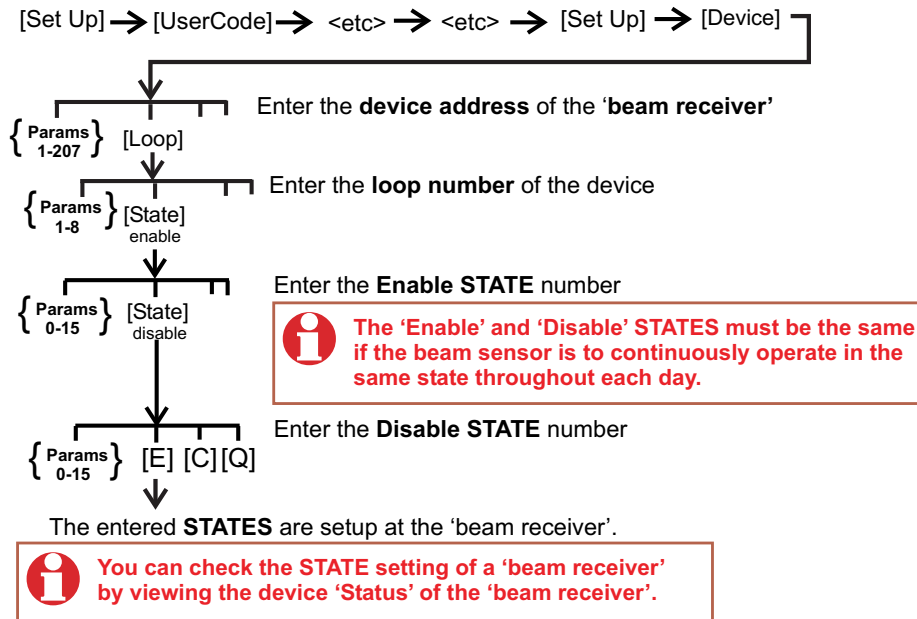 [Set Up] [UserCode] <etc> <etc> [Set Up] [Device]
Enter the device address of the ‘beam receiver’
{ Params 1-207 } [Loop]
Enter the loop number of the device
{ Params 1-8 } [State] enable
Enter the Enable STATE number
{ Params 0-15 } [State] disable
i
The ‘Enable’ and ‘Disable’ STATES must be the same
if the beam sensor is to continuously operate in the
same state throughout each day.
Enter the Disable STATE number
{ Params 0-15 } [E] [C] [Q]
The entered STATES are setup at the ‘beam receiver’.
i
You can check the STATE setting of a ‘beam receiver’
by viewing the device ‘Status’ of the ‘beam receiver’.